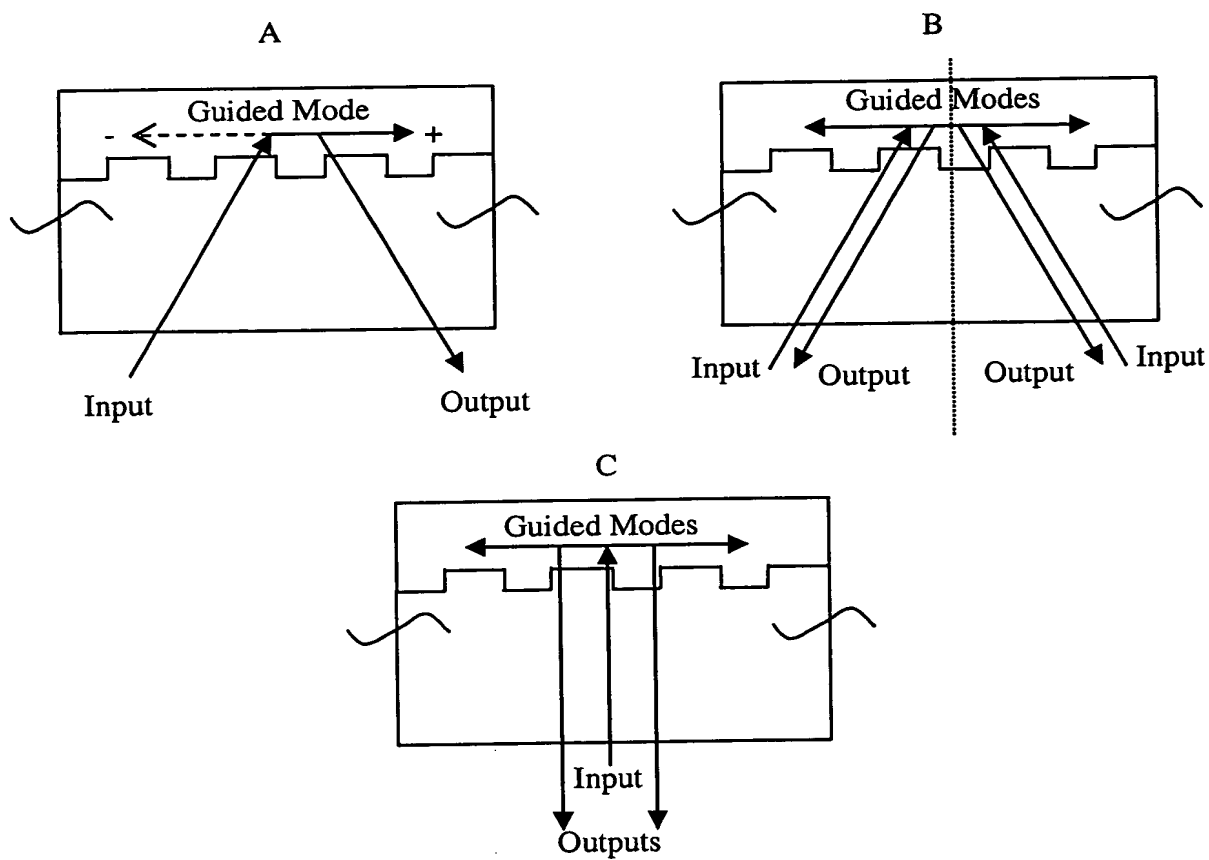 A
Guided Mode
- +
Input
Output
B
Guided Modes
Input
Output
Output
Input
C
Guided Modes
Input
Outputs